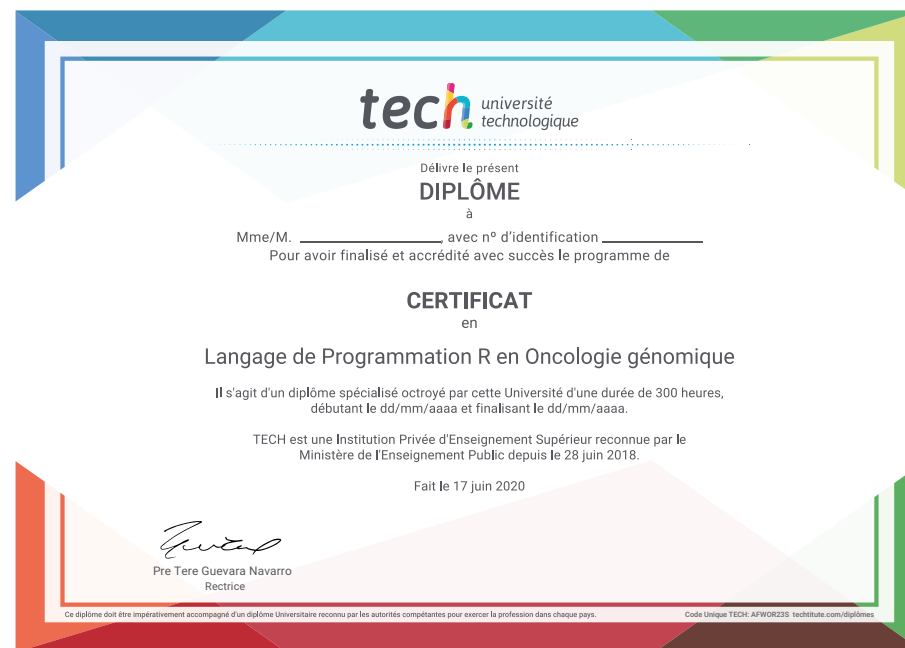 tech université
technologique
Délivre le présent
DIPLÔME
à
Mme/M. ____________, avec nº d'identification ____________
Pour avoir finalisé et accrédité avec succès le programme de
CERTIFICAT
en
Langage de Programmation R en Oncologie génomique
Il s'agit d'un diplôme spécialisé octroyé par cette Université d'une durée de 300 heures,
débutant le dd/mm/aaaa et finalisant le dd/mm/aaaa.
TECH est une Institution Privée d'Enseignement Supérieur reconnue par le
Ministère de l'Enseignement Public depuis le 28 juin 2018.
Fait le 17 juin 2020
Pre Tere Guevara Navarro
Rectrice
Ce diplôme doit être impérativement accompagné d'un diplôme Universitaire reconnu par les autorités compétantes pour exercer la profession dans chaque pays.
Code Unique TECH: AFWOR23S techtitute.com/diplômes